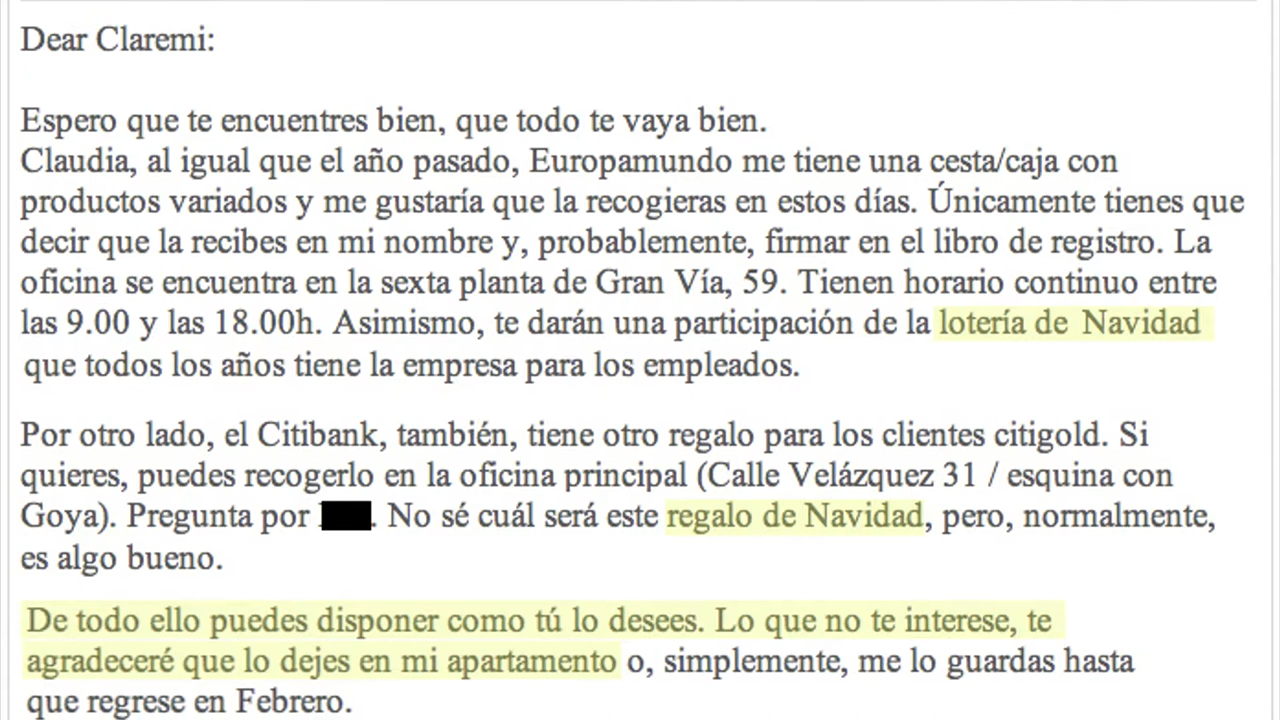 Dear Claremi:
Espero que te encuentres bien, que todo te vaya bien.
Claudia, al igual que el año pasado, Europamundo me tiene una cesta/caja con
productos variados y me gustaría que la recogieras en estos días. Únicamente tienes que
decir que la recibes en mi nombre y, probablemente, firmar en el libro de registro. La
oficina se encuentra en la sexta planta de Gran Vía, 59. Tienen horario continuo entre
las 9.00 y las 18.00h. Asimismo, te darán una participación de la lotería de Navidad
que todos los años tiene la empresa para los empleados.
Por otro lado, el Citibank, también, tiene otro regalo para los clientes citigold. Si
quieres, puedes recogerlo en la oficina principal (Calle Velázquez 31 / esquina con
Goya). Pregunta por . No sé cuál será este regalo de Navidad, pero, normalmente,
es algo bueno.
De todo ello puedes disponer como tú lo desees. Lo que no te interese, te
agradeceré que lo dejes en mi apartamento o, simplemente, me lo guardas hasta
que regrese en Febrero.